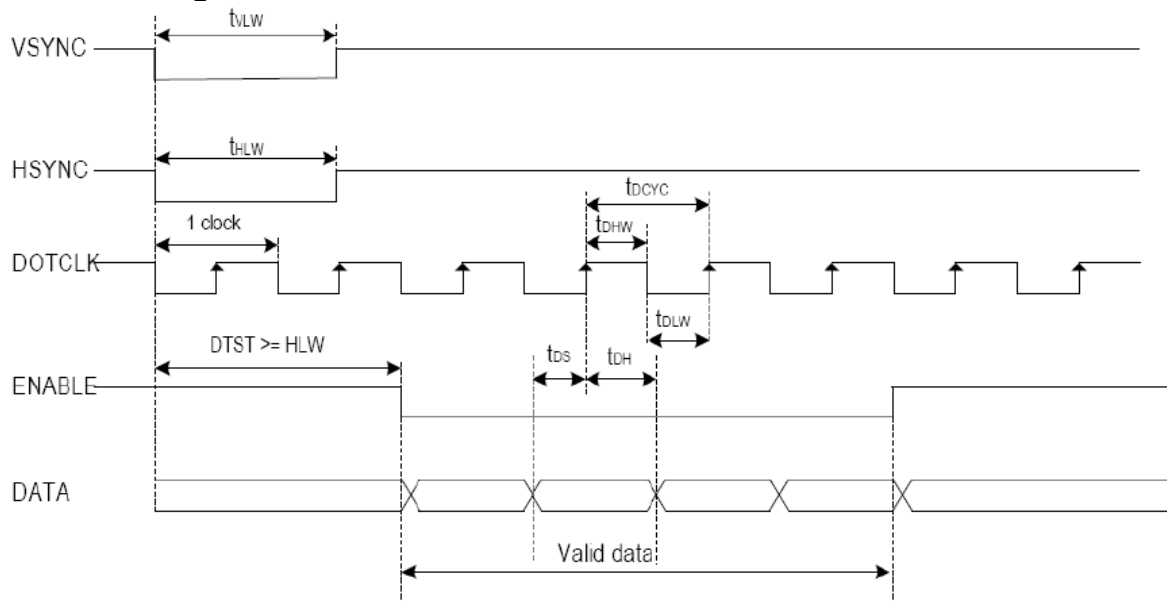 tVLW
VSYNC
tHLW
HSYNC
tDCYC
1 clock
tDHW
DOTCLK
tDLW
DTST >= HLW
tDS tDH
ENABLE
DATA
Valid data